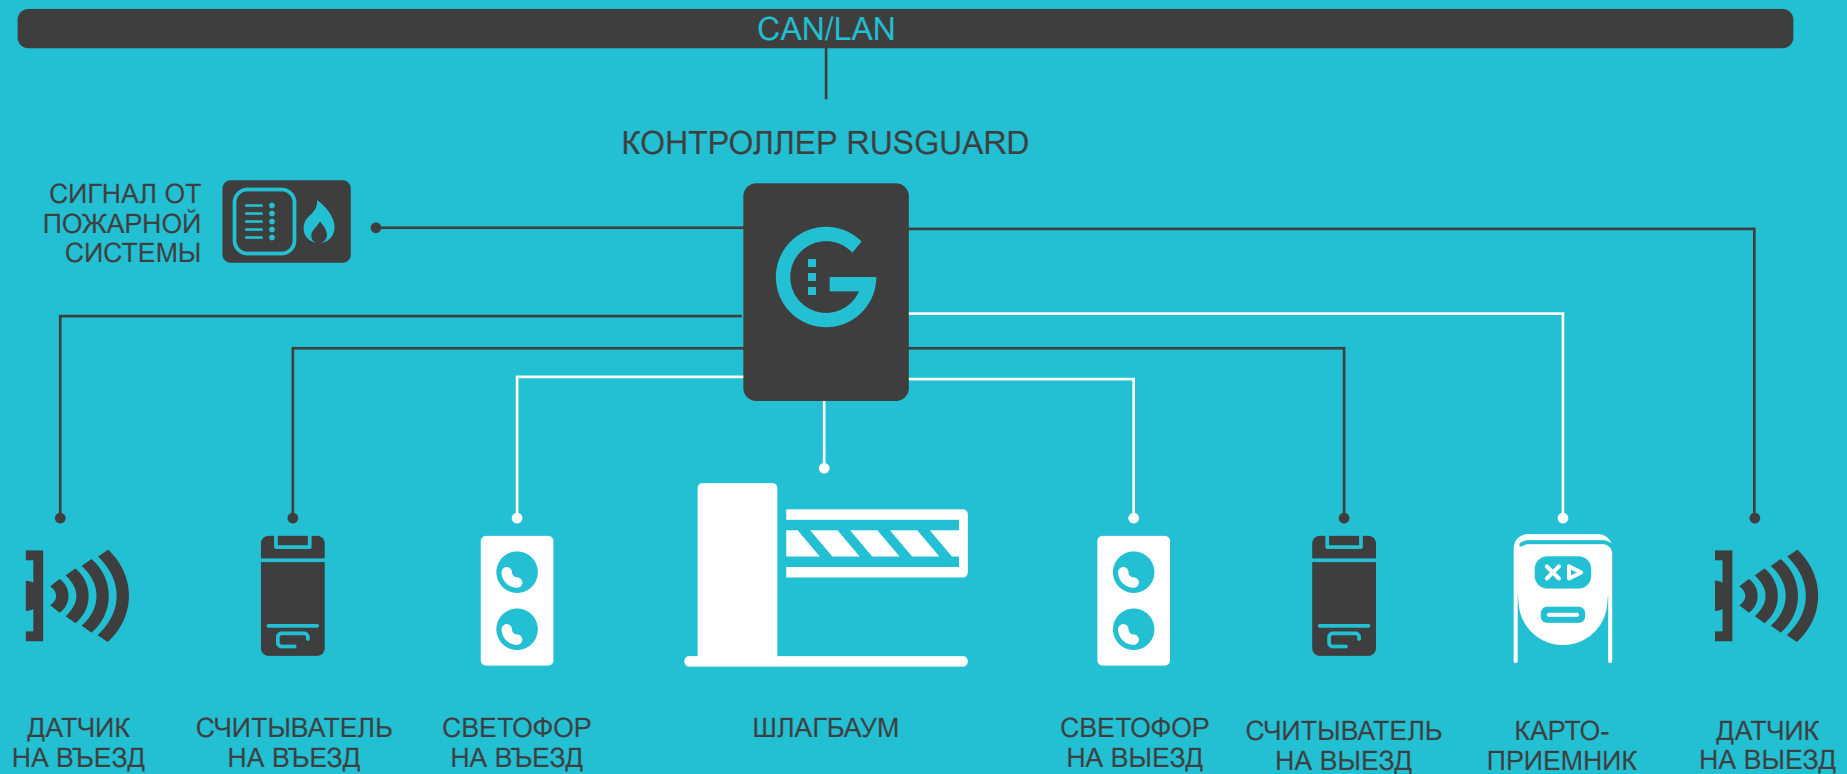 CAN/LAN
КОНТРОЛЛЕР RUSGUARD
СИГНАЛ ОТ
ПОЖАРНОЙ
СИСТЕМЫ
ДАТЧИК
НА ВЪЕЗД
СЧИТЫВАТЕЛЬ
НА ВЪЕЗД
СВЕТОФОР
НА ВЪЕЗД
ШЛАГБАУМ
СВЕТОФОР
НА ВЫЕЗД
СЧИТЫВАТЕЛЬ
НА ВЫЕЗД
КАРТО-
ПРИЕМНИК
ДАТЧИК
НА ВЫЕЗД